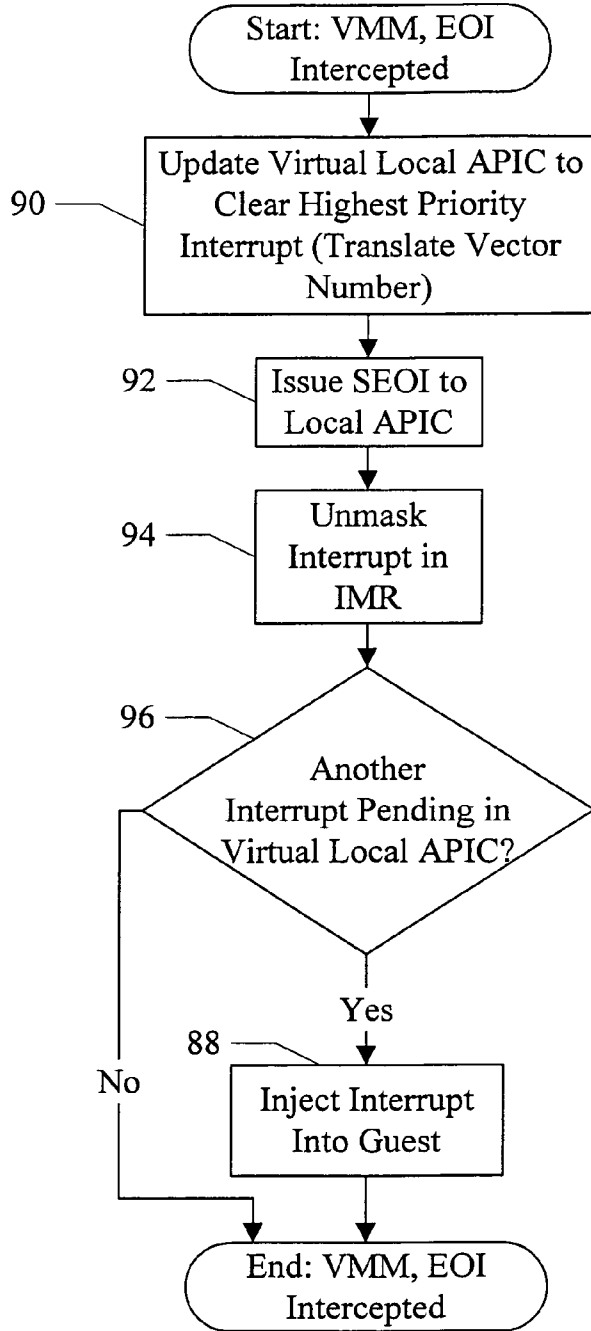 Start: VMM, EOI
Intercepted
90
Update Virtual Local APIC to
Clear Highest Priority
Interrupt (Translate Vector
Number)
92
Issue SEOI to
Local APIC
94
Unmask
Interrupt in
IMR
96
Another
Interrupt Pending in
Virtual Local APIC?
Yes
88
No
Inject Interrupt
Into Guest
End: VMM, EOI
Intercepted